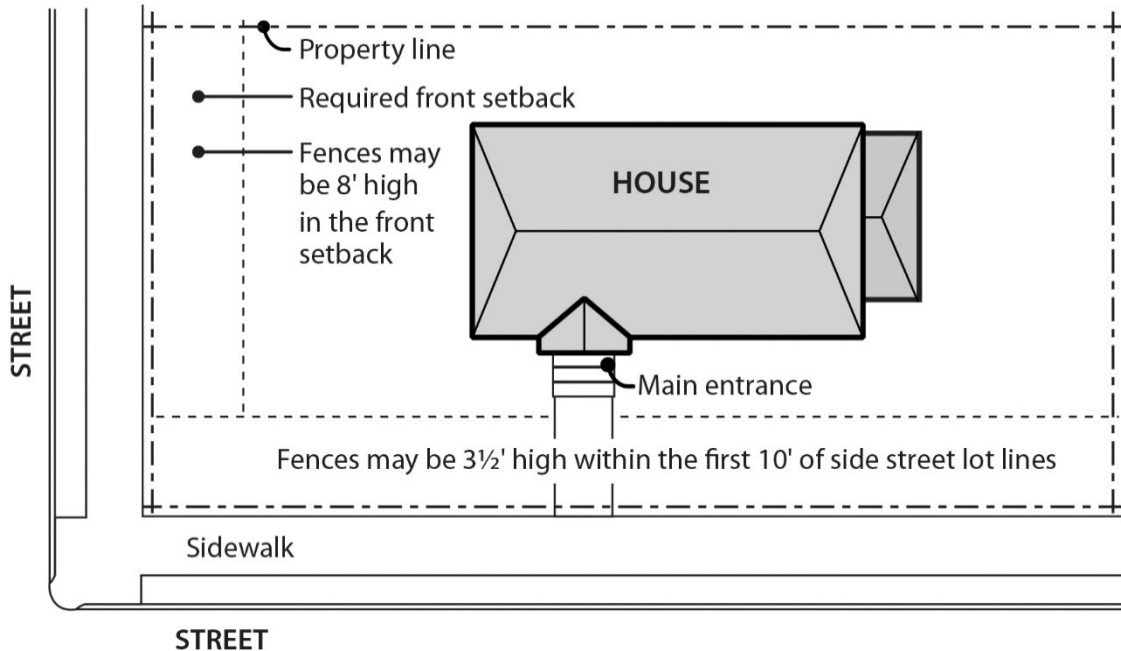 Property line
Required front setback
Fences may
be 8' high
in the front
setback
HOUSE
STREET
Main entrance
Fences may be 3½' high within the first 10' of side street lot lines
Sidewalk
STREET